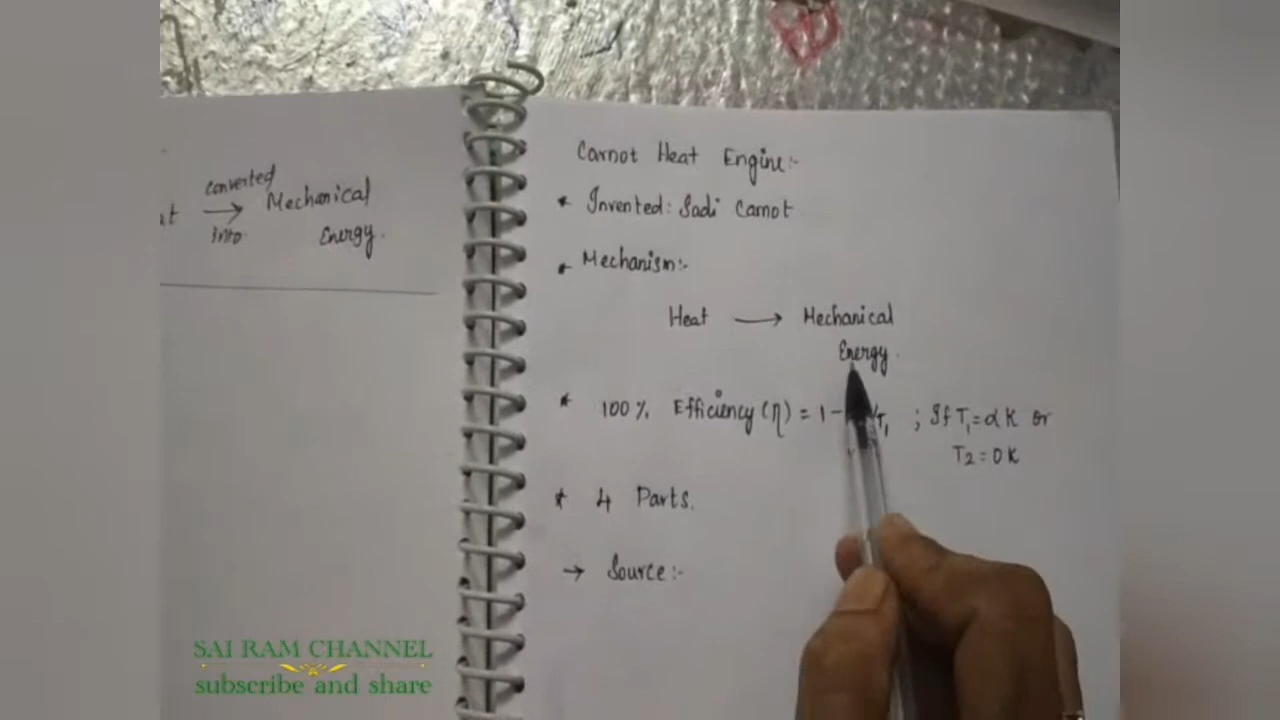 converted
→ Mechanical
into Energy.
Carnot Heat Engine:-
* Invented: Sadi Carnot
* Mechanism:-
Heat → Mechanical
Energy.
* 100% Efficiency (η) = 1 - /T₁ ; If T₁ = α K or
T2 = 0 K
* 4 Parts.
→ Source:-
SAI RAM CHANNEL
subscribe and share